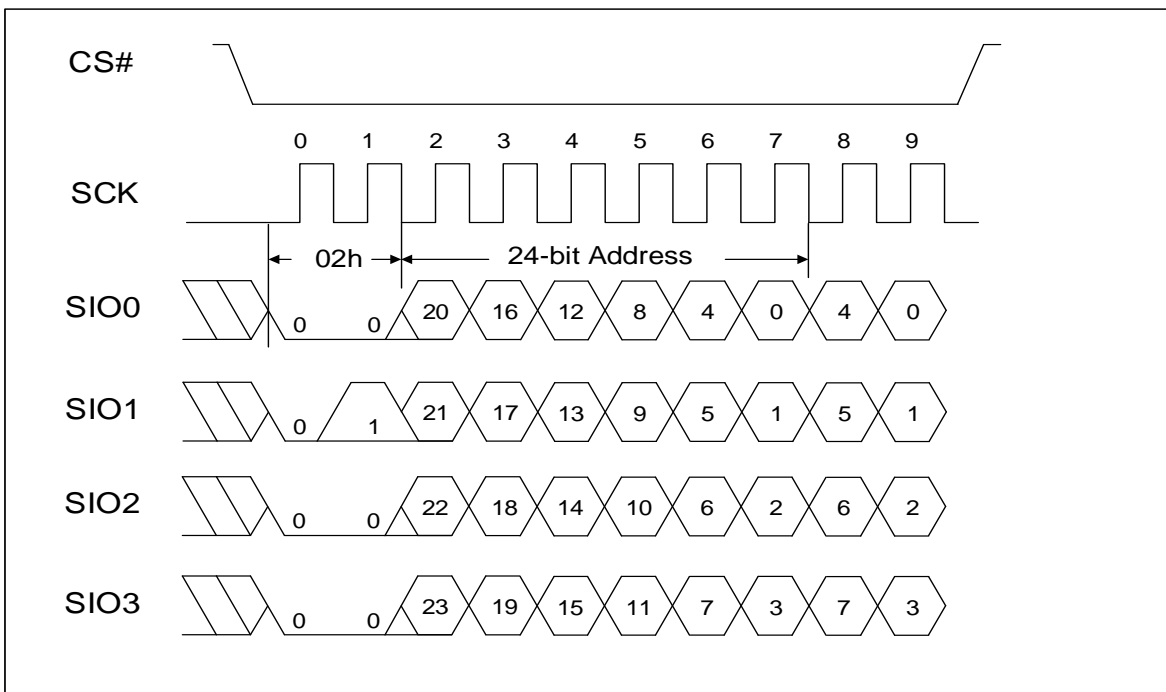 CS#
0 1 2 3 4 5 6 7 8 9
SCK
02h 24-bit Address
SIO0 0 0 20 16 12 8 4 0 4 0
SIO1 0 1 21 17 13 9 5 1 5 1
SIO2 0 0 22 18 14 10 6 2 6 2
SIO3 0 0 23 19 15 11 7 3 7 3